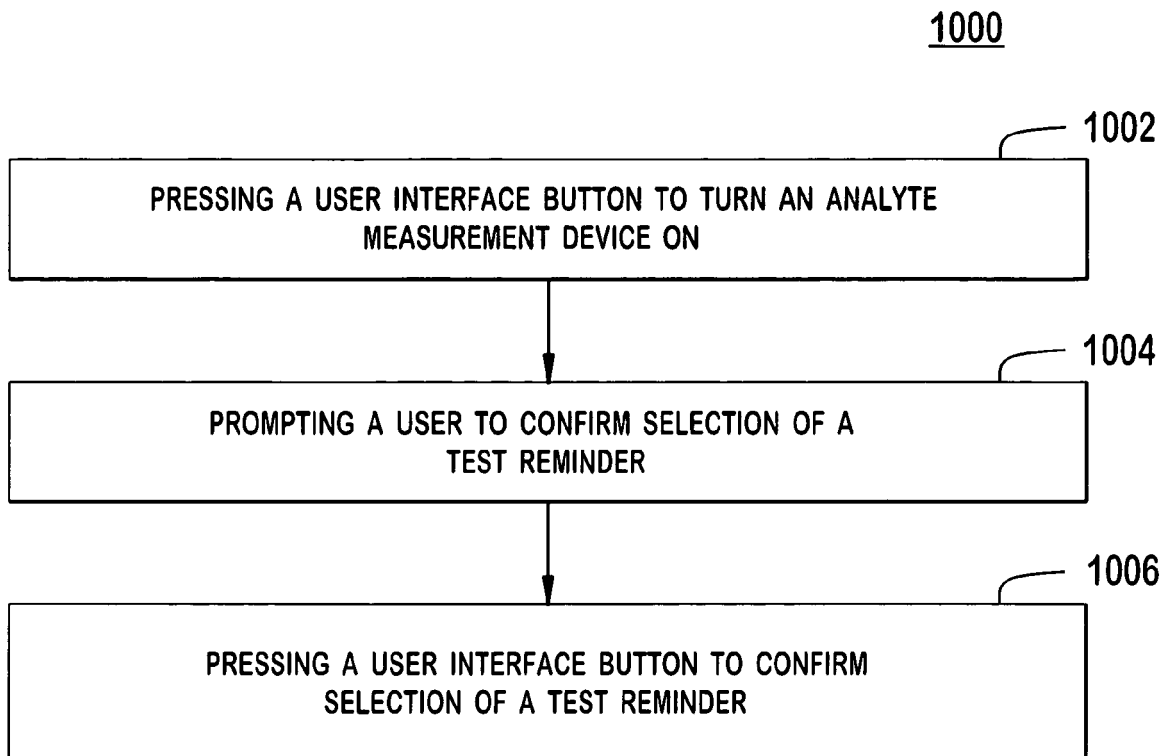 1000
1002
PRESSING A USER INTERFACE BUTTON TO TURN AN ANALYTE
MEASUREMENT DEVICE ON
1004
PROMPTING A USER TO CONFIRM SELECTION OF A
TEST REMINDER
1006
PRESSING A USER INTERFACE BUTTON TO CONFIRM
SELECTION OF A TEST REMINDER